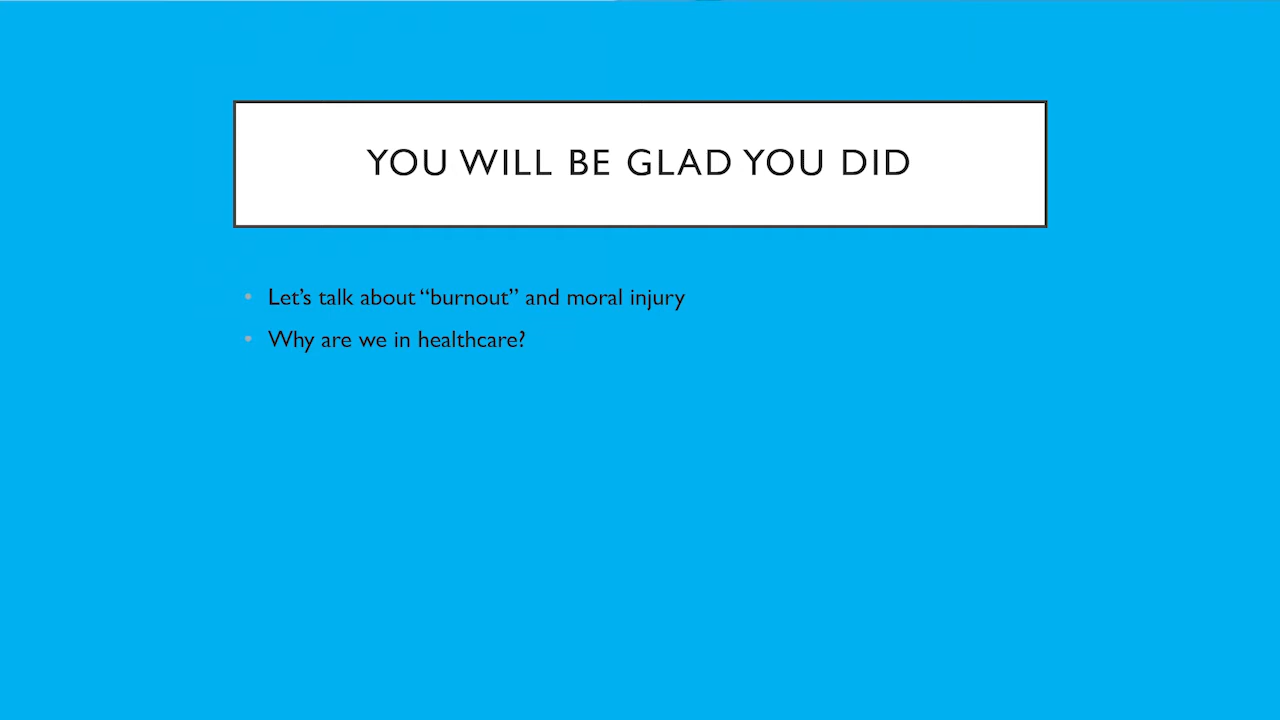 YOU WILL BE GLAD YOU DID
• Let’s talk about “burnout” and moral injury
• Why are we in healthcare?